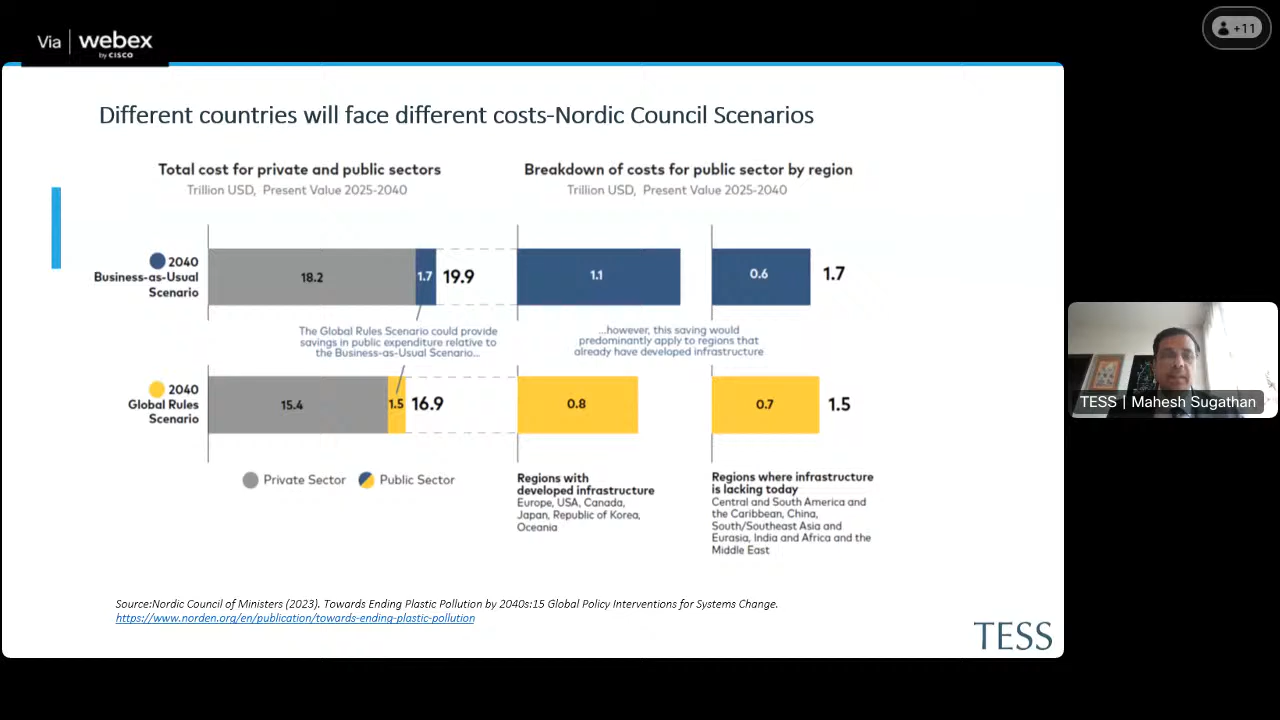 Via webex
by CISCO
+11
Different countries will face different costs-Nordic Council Scenarios
Total cost for private and public sectors
Trillion USD, Present Value 2025-2040
Breakdown of costs for public sector by region
Trillion USD, Present Value 2025-2040
2040
Business-as-Usual
Scenario
18.2
1.7
19.9
1.1
0.6
1.7
The Global Rules Scenario could provide
savings in public expenditure relative to
the Business-as-Usual Scenario...
...however, this saving would
predominantly apply to regions that
already have developed infrastructure
2040
Global Rules
Scenario
15.4
1.5
16.9
0.8
0.7
1.5
Private Sector
Public Sector
Regions with
developed infrastructure
Europe, USA, Canada,
Japan, Republic of Korea,
Oceania
Regions where infrastructure
is lacking today
Central and South America and
the Caribbean, China,
South/Southeast Asia and
Eurasia, India and Africa and the
Middle East
TESS | Mahesh Sugathan
Source:Nordic Council of Ministers (2023). Towards Ending Plastic Pollution by 2040s:15 Global Policy Interventions for Systems Change.
https://www.norden.org/en/publication/towards-ending-plastic-pollution
TESS